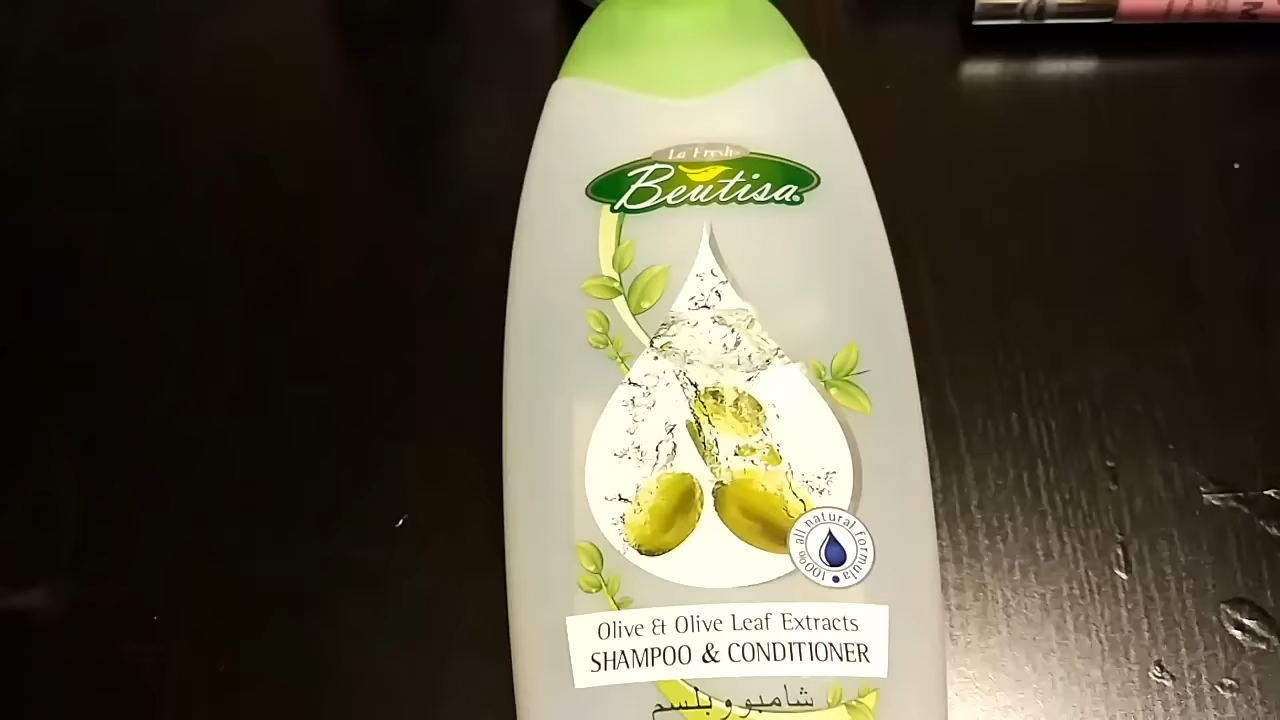 La Fresh
Beutisa
100% all natural formula
Olive & Olive Leaf Extracts
SHAMPOO & CONDITIONER
شامبو و بلسم